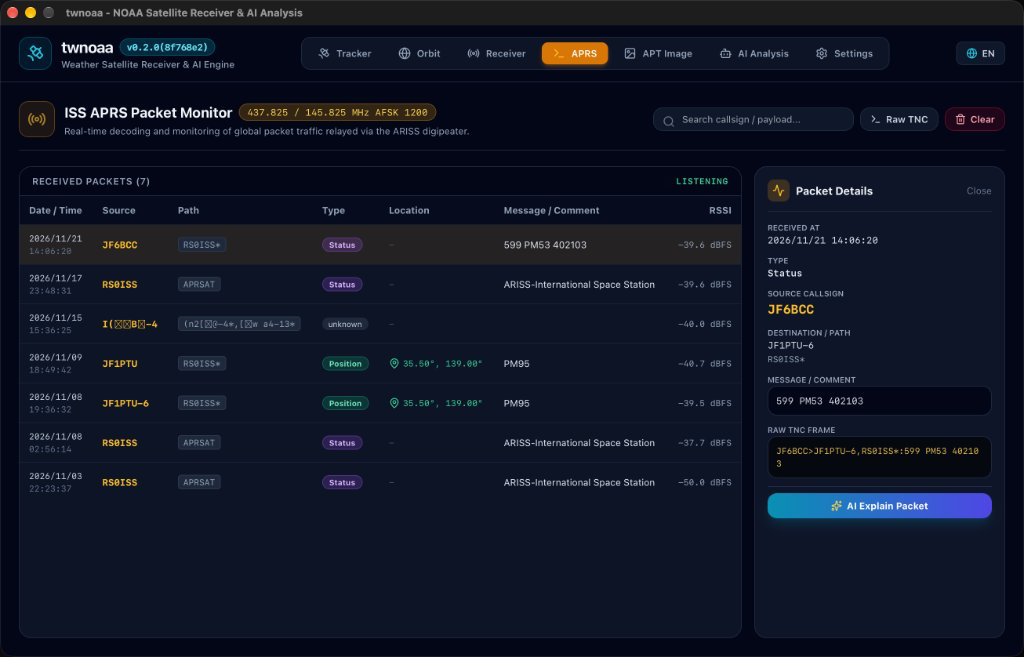 twnoaa - NOAA Satellite Receiver & AI Analysis
twnoaa v0.2.0(8f768e2)
Weather Satellite Receiver & AI Engine
Tracker Orbit Receiver APRS APT Image AI Analysis Settings
EN
ISS APRS Packet Monitor 437.825 / 145.825 MHz AFSK 1200
Real-time decoding and monitoring of global packet traffic relayed via the ARISS digipeater.
Search callsign / payload...
Raw TNC
Clear
RECEIVED PACKETS (7) LISTENING
Date / Time Source Path Type Location Message / Comment RSSI
2026/11/21
14:06:20
JF6BCC RS0ISS* Status – 599 PM53 402103 -39.6 dBFS
2026/11/17
23:48:31
RS0ISS APRSAT Status – ARISS-International Space Station -39.6 dBFS
2026/11/15
15:36:25
unknown – -40.0 dBFS
2026/11/09
18:49:42
JF1PTU RS0ISS* Position 35.50°, 139.00° PM95 -40.7 dBFS
2026/11/08
19:36:32
JF1PTU-6 RS0ISS* Position 35.50°, 139.00° PM95 -39.5 dBFS
2026/11/08
02:56:14
RS0ISS APRSAT Status – ARISS-International Space Station -37.7 dBFS
2026/11/03
22:23:37
RS0ISS APRSAT Status – ARISS-International Space Station -50.0 dBFS
Packet Details Close
RECEIVED AT
2026/11/21 14:06:20
TYPE
Status
SOURCE CALLSIGN
JF6BCC
DESTINATION / PATH
JF1PTU-6
RS0ISS*
MESSAGE / COMMENT
599 PM53 402103
RAW TNC FRAME
JF6BCC>JF1PTU-6,RS0ISS*:599 PM53 40210
3
AI Explain Packet